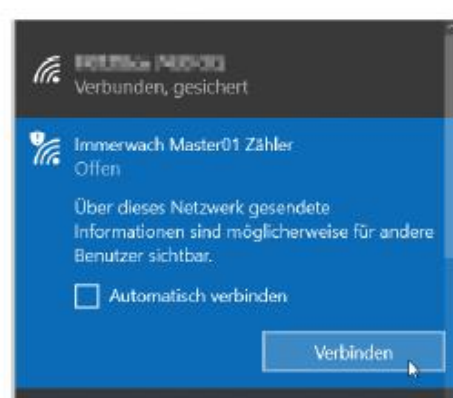 Verbunden, gesichert
Immerwach Master01 Zähler
Offen
Über dieses Netzwerk gesendete
Informationen sind möglicherweise für andere
Benutzer sichtbar.
Automatisch verbinden
Verbinden